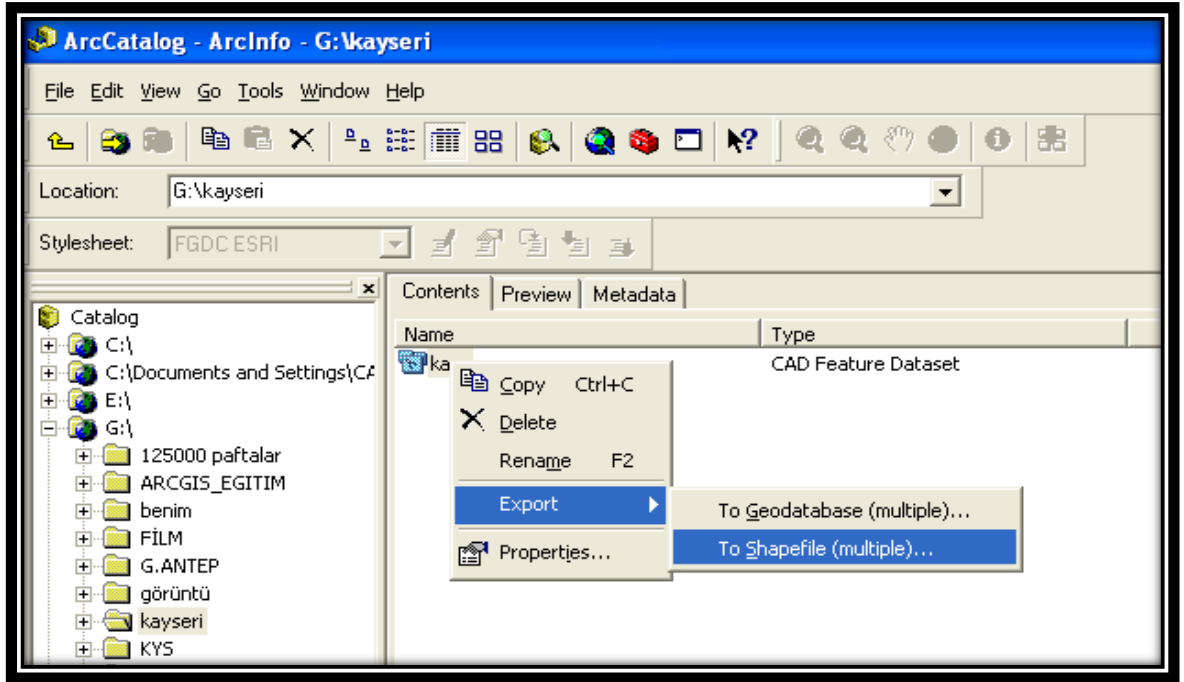 ArcCatalog - ArcInfo - G:\kayseri
File Edit View Go Tools Window Help
Location: G:\kayseri
Stylesheet: FGDC ESRI
Contents Preview Metadata
Catalog
C:\
C:\Documents and Settings\CA
E:\
G:\
125000 paftalar
ARCGIS_EGITIM
benim
FİLM
G.ANTEP
görüntü
kayseri
KYS
Name Type
ka CAD Feature Dataset
Copy Ctrl+C
Delete
Rename F2
Export
Properties...
To Geodatabase (multiple)...
To Shapefile (multiple)...